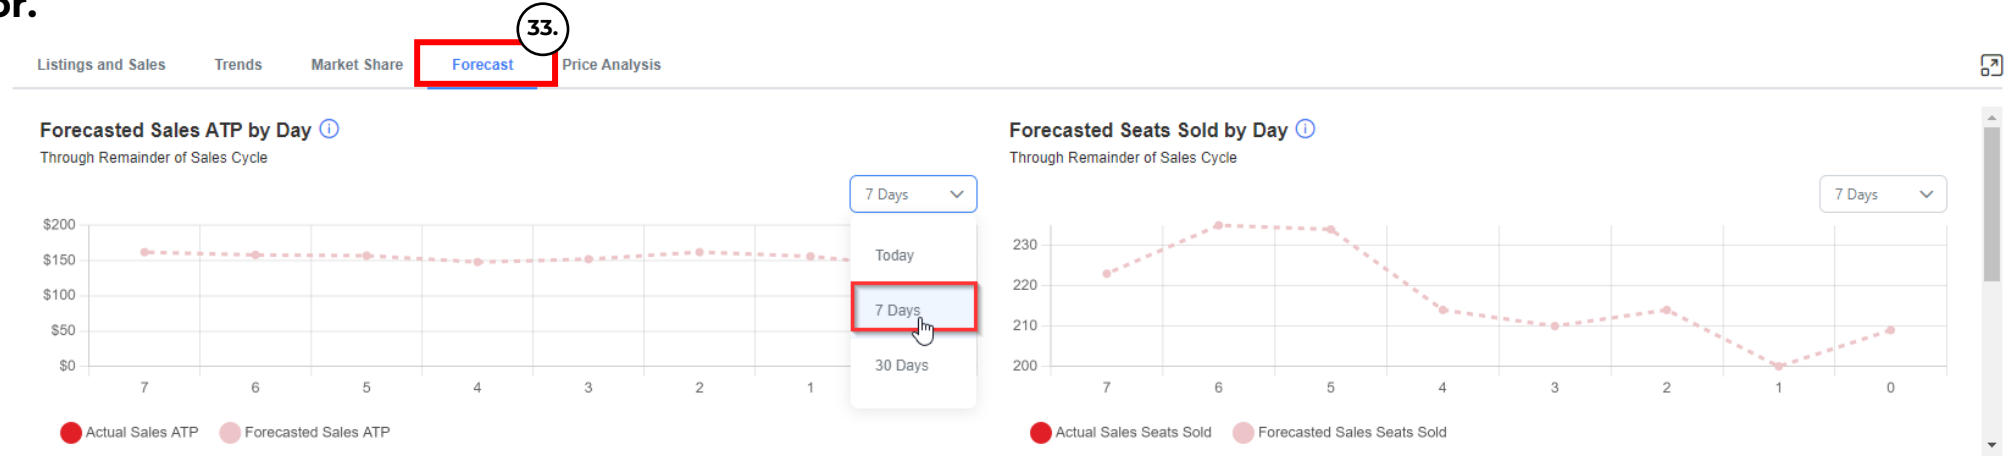 or.
33.
Listings and Sales Trends Market Share Forecast Price Analysis
Forecasted Sales ATP by Day
Through Remainder of Sales Cycle
7 Days
Today
7 Days
30 Days
$200
$150
$100
$50
$0
7 6 5 4 3 2 1
Actual Sales ATP Forecasted Sales ATP
Forecasted Seats Sold by Day
Through Remainder of Sales Cycle
7 Days
230
220
210
200
7 6 5 4 3 2 1 0
Actual Sales Seats Sold Forecasted Sales Seats Sold